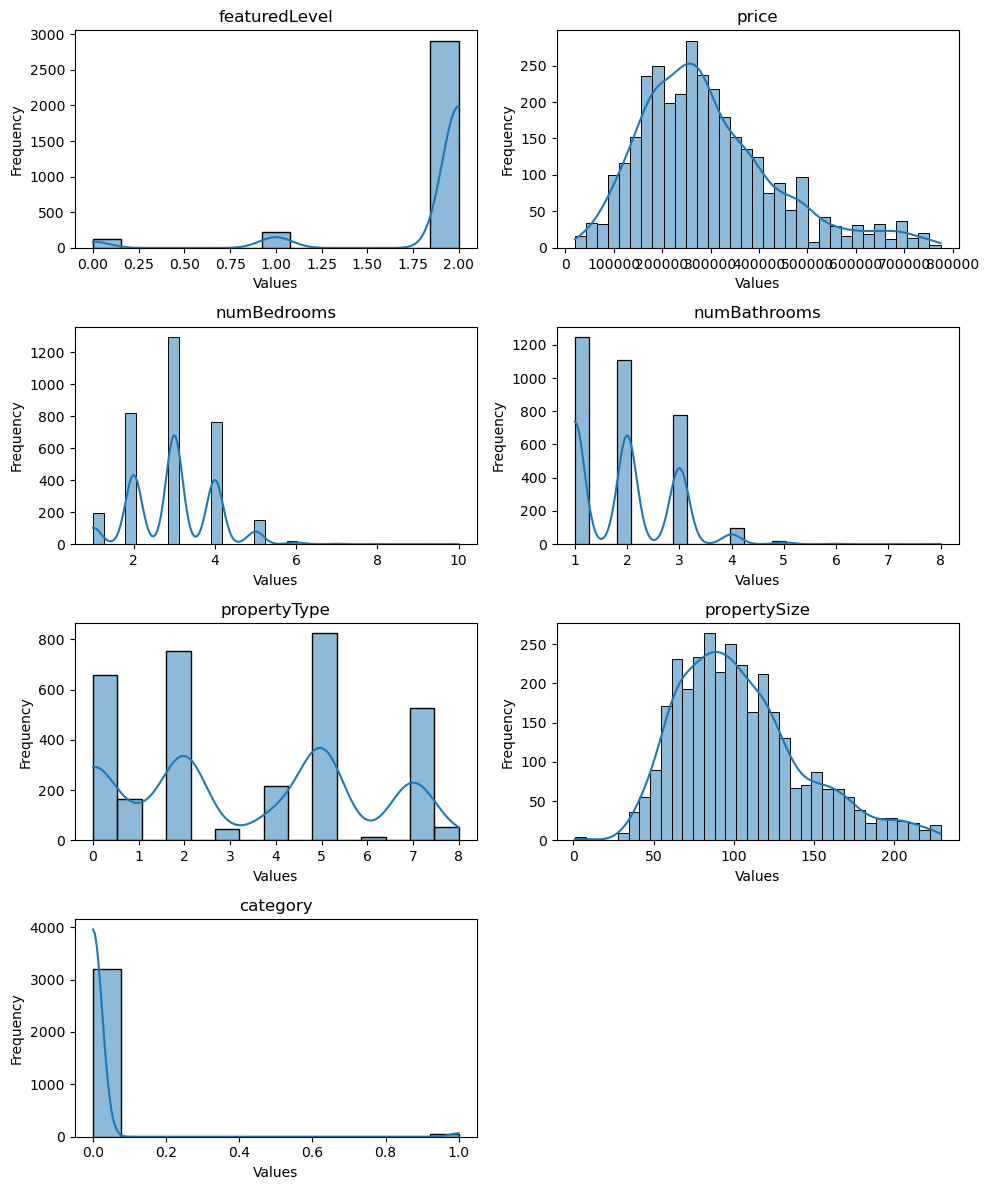 featuredLevel
3000
2500
2000
1500
1000
500
0
Frequency
0.00 0.25 0.50 0.75 1.00 1.25 1.50 1.75 2.00
Values
price
250
200
150
100
50
0
Frequency
0 100000 200000 300000 400000 500000 600000 700000 800000
Values
numBedrooms
1200
1000
800
600
400
200
0
Frequency
2 4 6 8 10
Values
numBathrooms
1200
1000
800
600
400
200
0
Frequency
1 2 3 4 5 6 7 8
Values
propertyType
800
600
400
200
0
Frequency
0 1 2 3 4 5 6 7 8
Values
propertySize
250
200
150
100
50
0
Frequency
0 50 100 150 200
Values
category
4000
3000
2000
1000
0
Frequency
0.0 0.2 0.4 0.6 0.8 1.0
Values